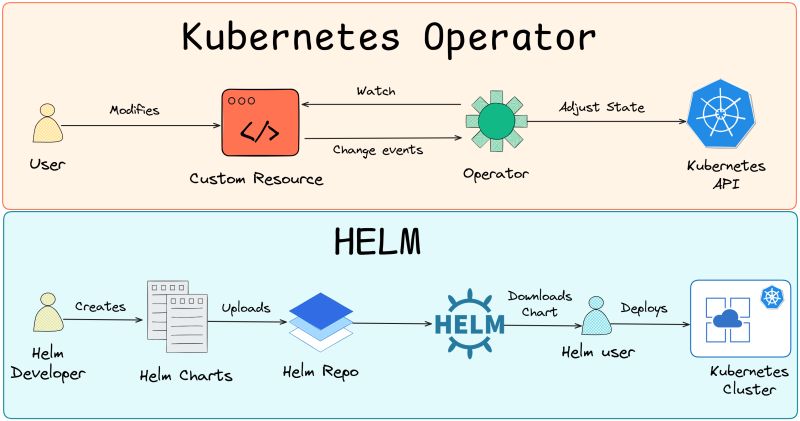 Kubernetes Operator
Modifies
Watch
Change events
Adjust State
</>
User
Custom Resource
Operator
Kubernetes
API
HELM
Creates
Uploads
HELM
Downloads
Chart
Deploys
Helm
Developer
Helm Charts
Helm Repo
Helm user
Kubernetes
Cluster